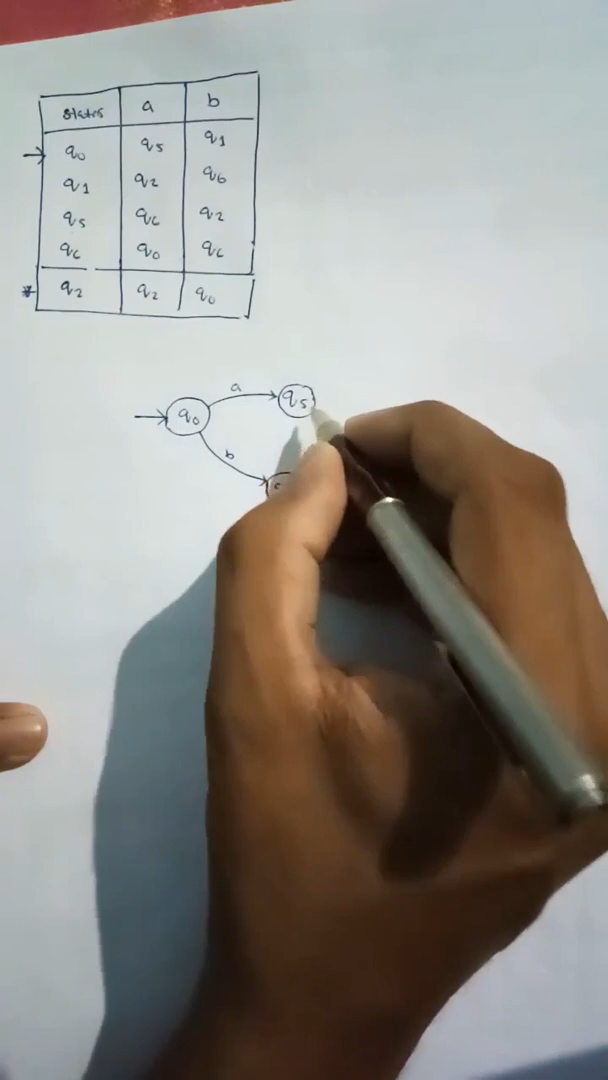 states a b
q0 q5 q1
q1 q2 q6
q5 q6 q2
q6 q0 q6
* q2 q2 q0
a
q0 q5
b